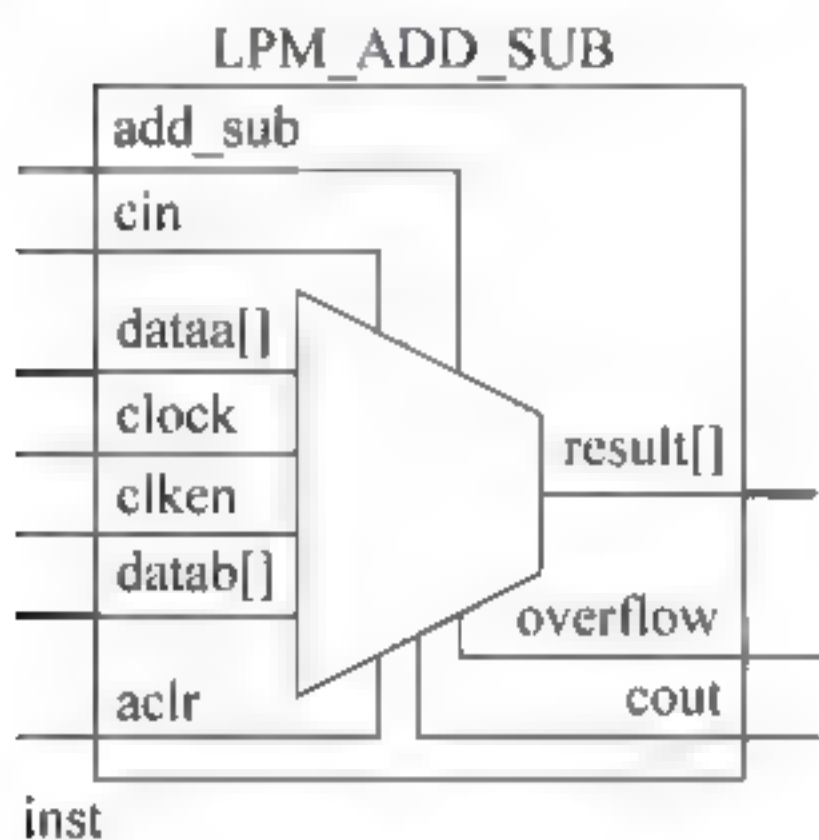 LPM_ADD_SUB
add_sub
cin
dataa[]
clock
result[]
clken
datab[]
overflow
aclr
cout
inst